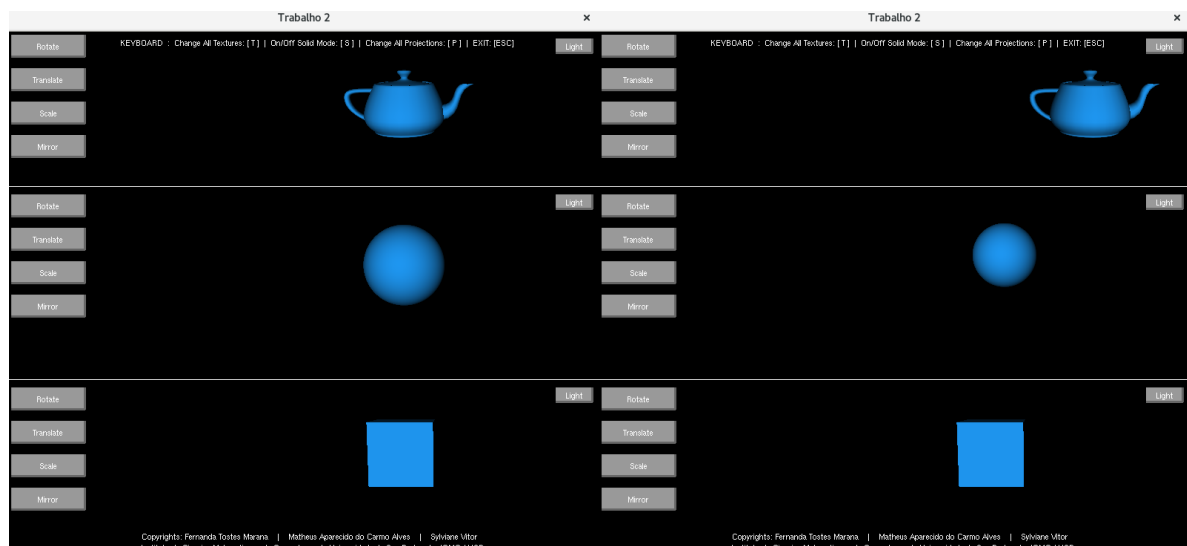 Trabalho 2 ×
KEYBOARD : Change All Textures: [ T ] | On/Off Solid Mode: [ S ] | Change All Projections: [ P ] | EXIT: [ESC]
Rotate
Light
Translate
Scale
Mirror
Rotate
Light
Translate
Scale
Mirror
Rotate
Light
Translate
Scale
Mirror
Copyrights: Fernanda Tostes Marana | Matheus Aparecido do Carmo Alves | Sylviane Vitor
Trabalho 2 ×
KEYBOARD : Change All Textures: [ T ] | On/Off Solid Mode: [ S ] | Change All Projections: [ P ] | EXIT: [ESC]
Rotate
Light
Translate
Scale
Mirror
Rotate
Light
Translate
Scale
Mirror
Rotate
Light
Translate
Scale
Mirror
Copyrights: Fernanda Tostes Marana | Matheus Aparecido do Carmo Alves | Sylviane Vitor